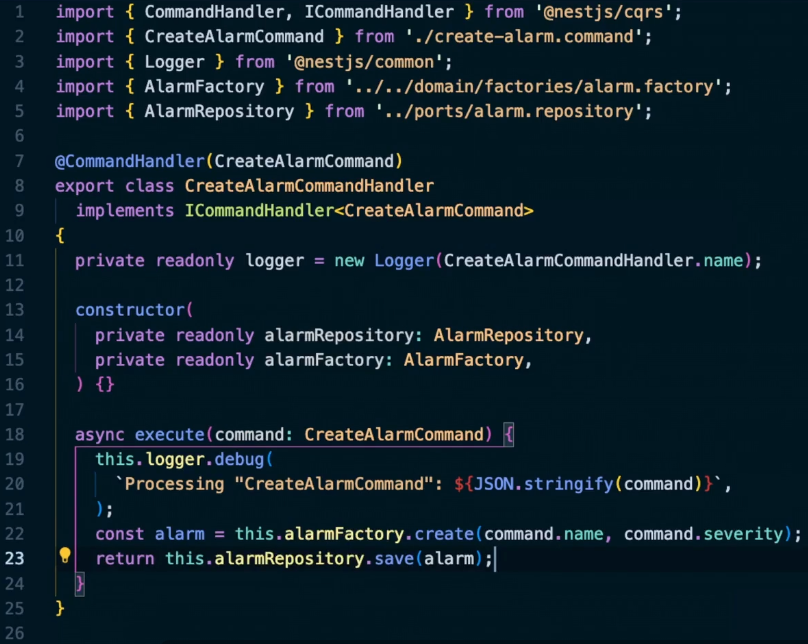 1 import { CommandHandler, ICommandHandler } from '@nestjs/cqrs';
2 import { CreateAlarmCommand } from './create-alarm.command';
3 import { Logger } from '@nestjs/common';
4 import { AlarmFactory } from '../../domain/factories/alarm.factory';
5 import { AlarmRepository } from '../ports/alarm.repository';
6
7 @CommandHandler(CreateAlarmCommand)
8 export class CreateAlarmCommandHandler
9   implements ICommandHandler<CreateAlarmCommand>
10 {
11   private readonly logger = new Logger(CreateAlarmCommandHandler.name);
12
13   constructor(
14     private readonly alarmRepository: AlarmRepository,
15     private readonly alarmFactory: AlarmFactory,
16   ) {}
17
18   async execute(command: CreateAlarmCommand) {
19     this.logger.debug(
20       `Processing "CreateAlarmCommand": ${JSON.stringify(command)}`,
21     );
22     const alarm = this.alarmFactory.create(command.name, command.severity);
23     return this.alarmRepository.save(alarm);
24   }
25 }
26